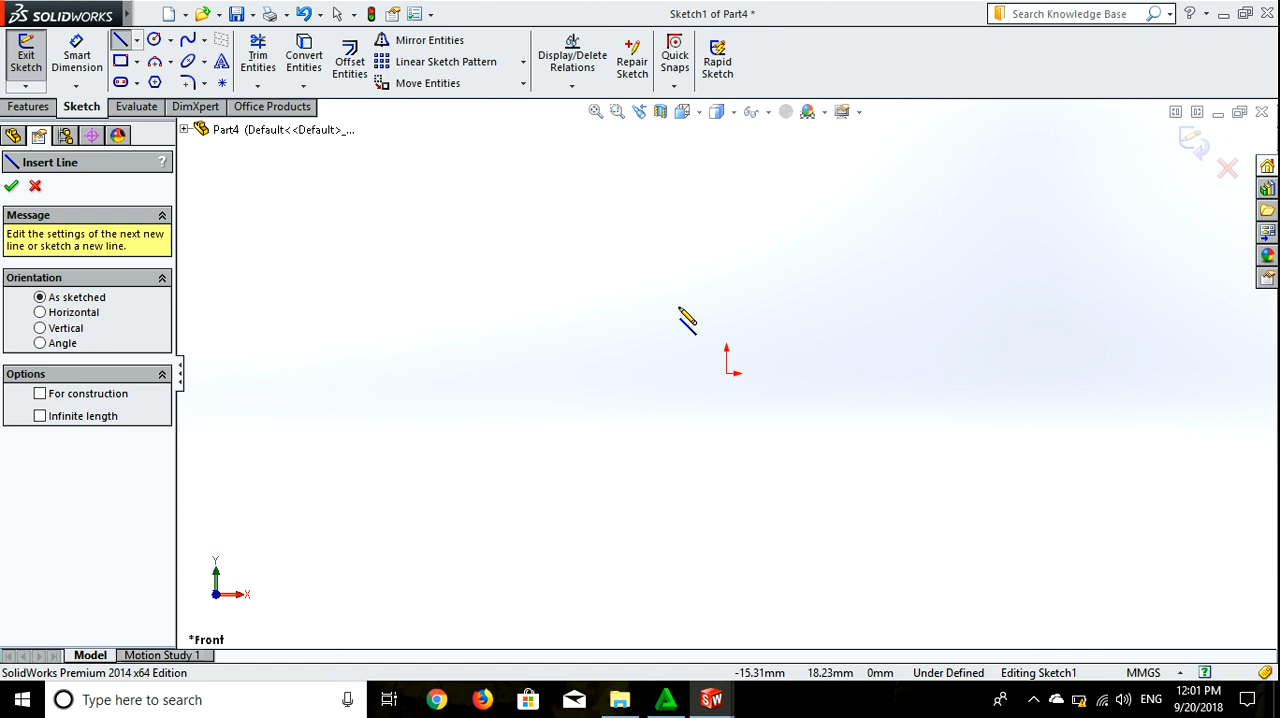 SOLIDWORKS
Sketch1 of Part4 *
Search Knowledge Base
Exit Sketch
Smart Dimension
Trim Entities
Convert Entities
Offset Entities
Mirror Entities
Linear Sketch Pattern
Move Entities
Display/Delete Relations
Repair Sketch
Quick Snaps
Rapid Sketch
Features
Sketch
Evaluate
DimXpert
Office Products
Part4 (Default<<Default>_...
Insert Line
?
Message
Edit the settings of the next new
line or sketch a new line.
Orientation
As sketched
Horizontal
Vertical
Angle
Options
For construction
Infinite length
Y
X
*Front
Model
Motion Study 1
SolidWorks Premium 2014 x64 Edition
-15.31mm
18.23mm
0mm
Under Defined
Editing Sketch1
MMGS
Type here to search
ENG
12:01 PM
9/20/2018